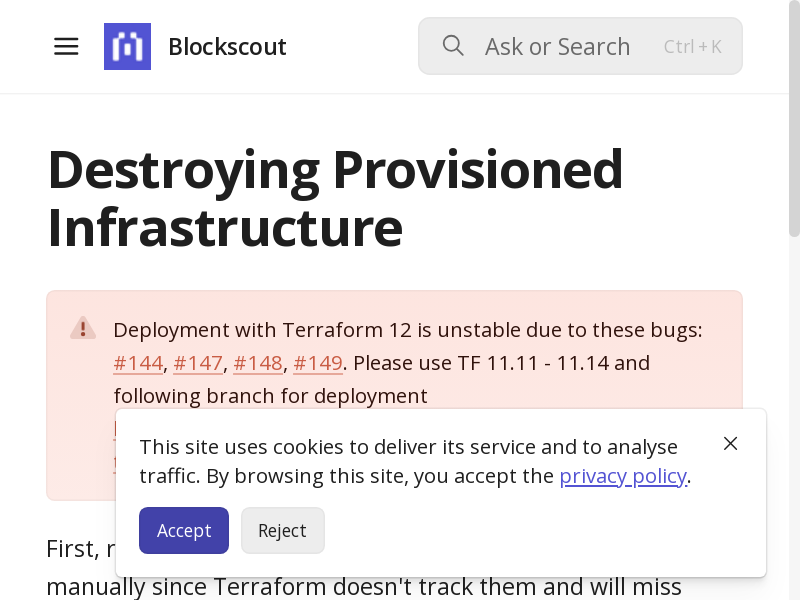 Blockscout
Ask or Search
Ctrl + K
Destroying Provisioned
Infrastructure
Deployment with Terraform 12 is unstable due to these bugs:
#144, #147, #148, #149. Please use TF 11.11 - 11.14 and
following branch for deployment
This site uses cookies to deliver its service and to analyse
traffic. By browsing this site, you accept the privacy policy.
Accept
Reject
First,
manually since Terraform doesn't track them and will miss